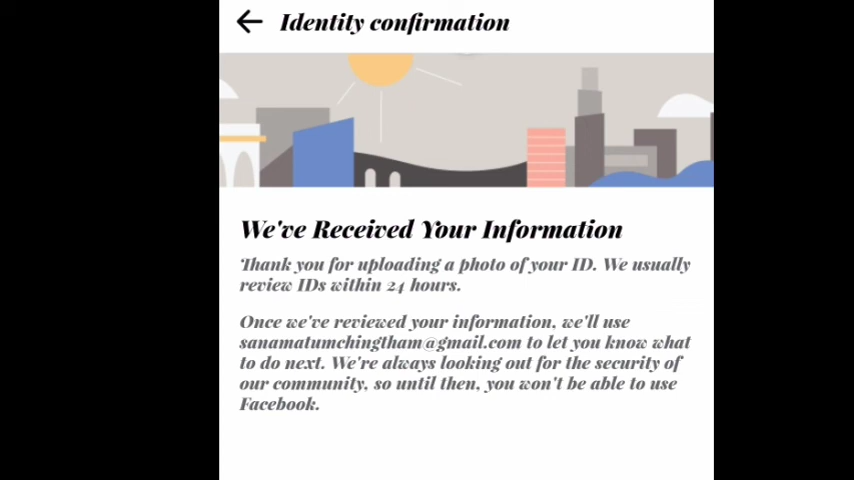 Identity confirmation
We've Received Your Information
Thank you for uploading a photo of your ID. We usually
review IDs within 24 hours.
Once we've reviewed your information, we'll use
sanamatumchingtham@gmail.com to let you know what
to do next. We're always looking out for the security of
our community, so until then, you won't be able to use
Facebook.